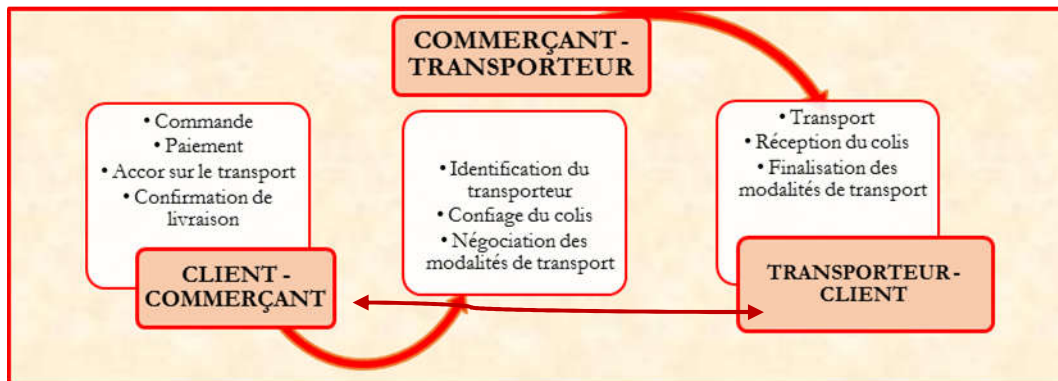 COMMERÇANT -
TRANSPORTEUR
• Commande
• Paiement
• Accor sur le transport
• Confirmation de
livraison
CLIENT -
COMMERÇANT
• Identification du
transporteur
• Confiage du colis
• Négociation des
modalités de transport
• Transport
• Réception du colis
• Finalisation des
modalités de transport
TRANSPORTEUR-
CLIENT